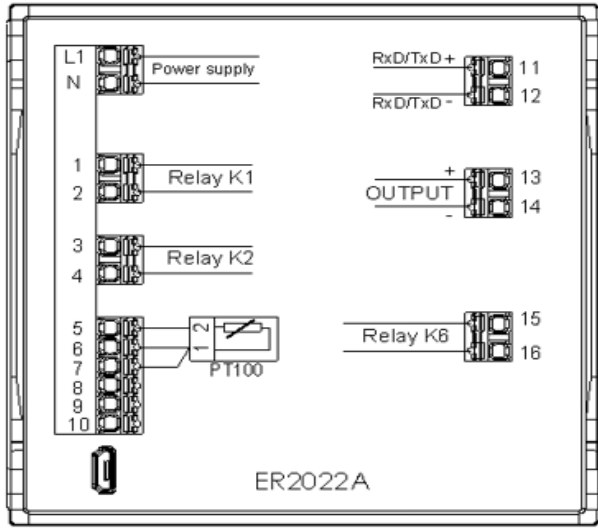 L1
N
Power supply
1
2
Relay K1
3
4
Relay K2
5
6
7
8
9
10
2
1
PT100
RxD/TxD+
RxD/TxD-
11
12
+
OUTPUT
-
13
14
Relay K6
15
16
ER2022A